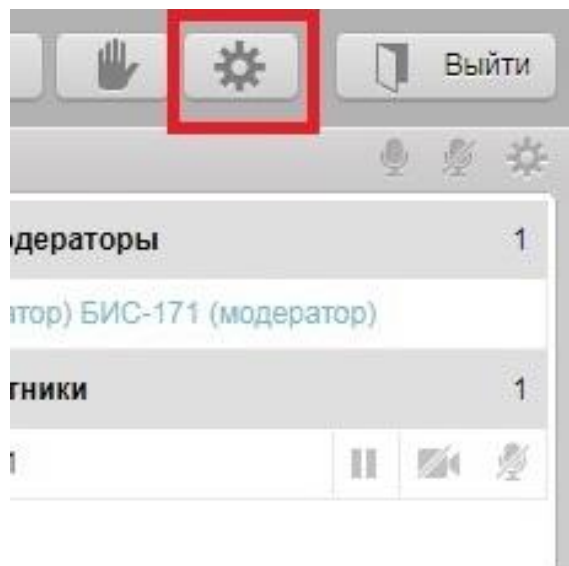 Выйти
одераторы 1
атор) БИС-171 (модератор)
тники 1
1